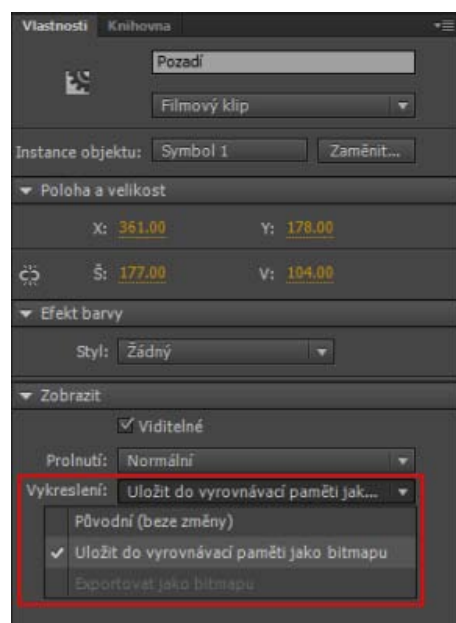 Vlastnosti Knihovna
Pozadí
Filmový klip
Instance objektu: Symbol 1 Zaměnit...
Poloha a velikost
X: 361.00 Y: 178.00
Š: 177.00 V: 104.00
Efekt barvy
Styl: Žádný
Zobrazit
Viditelné
Prolnutí: Normální
Vykreslení: Uložit do vyrovnávací paměti jak...
Původní (beze změny)
Uložit do vyrovnávací paměti jako bitmapu
Exportovat jako bitmapu